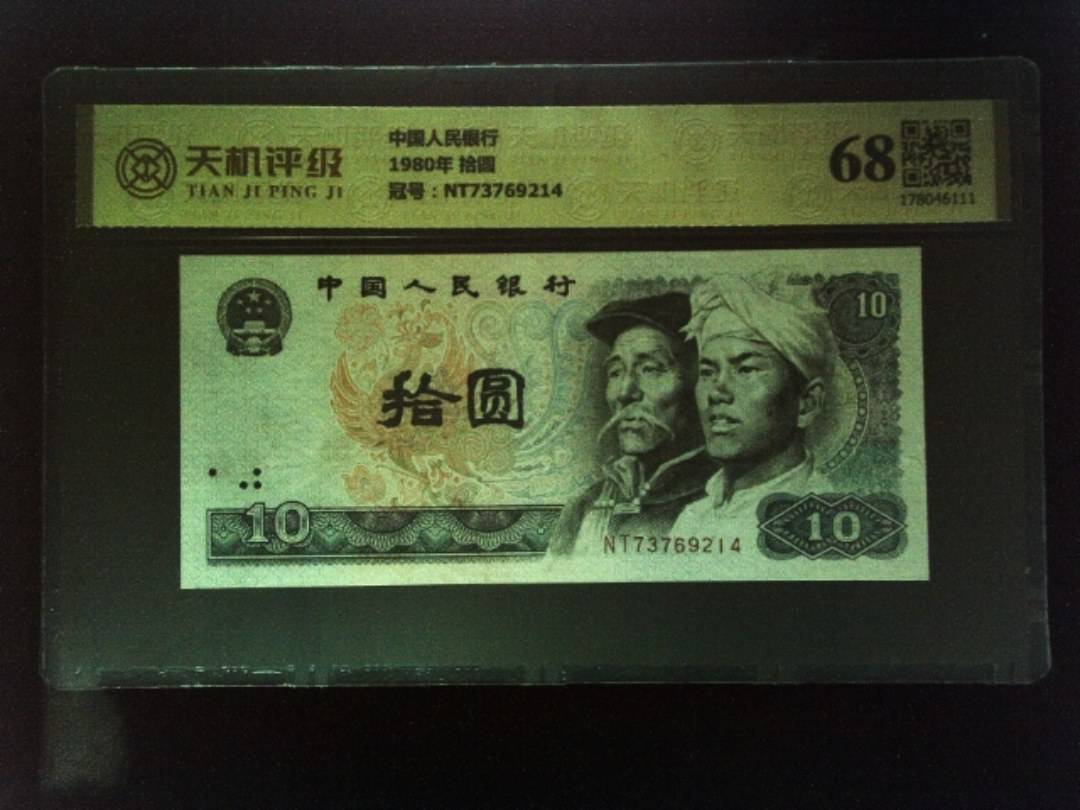 天机评级
TIAN JI PING JI
中国人民银行
1980年 拾圆
冠号：NT73769214
68
178046111
中国人民银行
10
拾圆
10
NT73769214
10